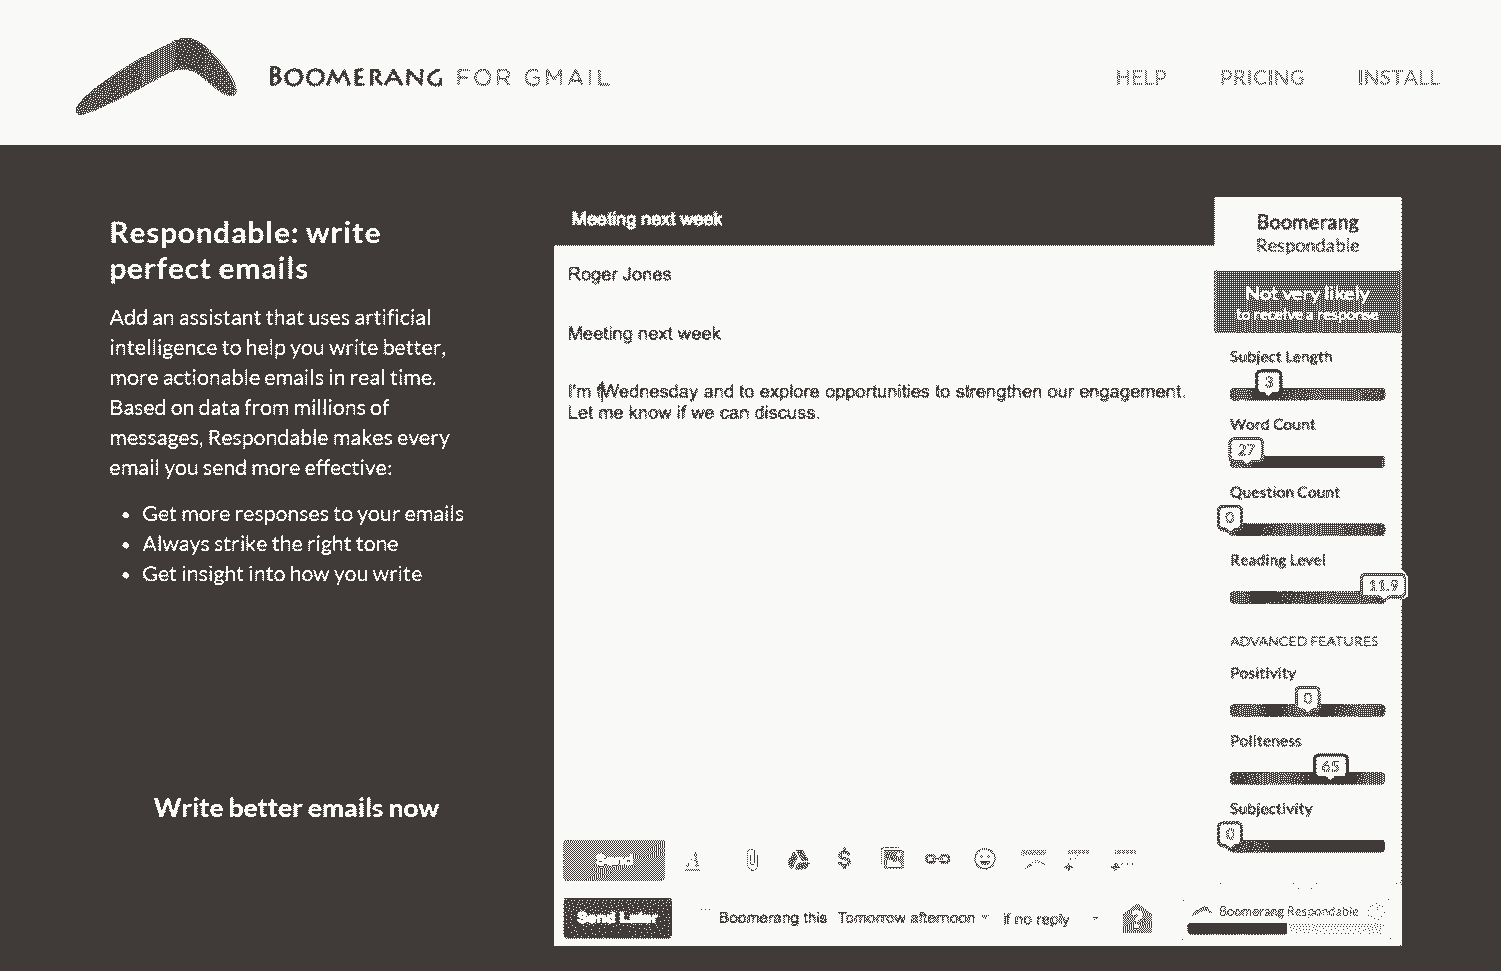 BOOMERANG FOR GMAIL
HELP PRICING INSTALL
Respondable: write
perfect emails
Add an assistant that uses artificial
intelligence to help you write better,
more actionable emails in real time.
Based on data from millions of
messages, Respondable makes every
email you send more effective:
• Get more responses to your emails
• Always strike the right tone
• Get insight into how you write
Write better emails now
Meeting next week
Roger Jones
Meeting next week
I'm fWednesday and to explore opportunities to strengthen our engagement.
Let me know if we can discuss.
Send
Send Later
Boomerang this Tomorrow afternoon if no reply
?
Boomerang
Respondable
Not very likely
to receive a response
Subject Length
3
Word Count
27
Question Count
0
Reading Level
11.9
ADVANCED FEATURES
Positivity
0
Politeness
65
Subjectivity
0
Boomerang Respondable